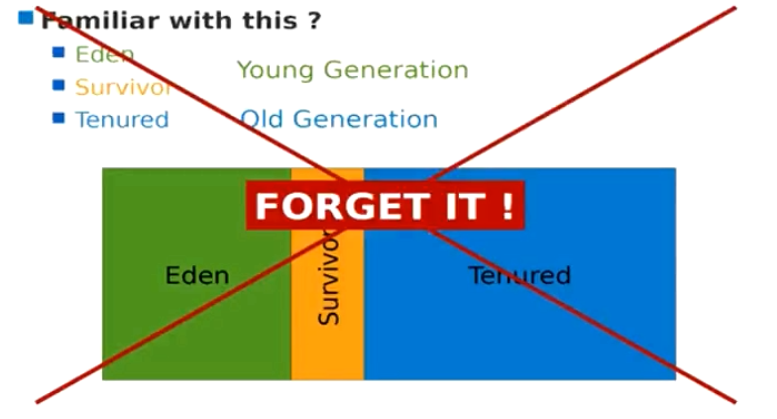 Familiar with this ?
Eden
Survivor
Young Generation
Tenured
Old Generation
FORGET IT !
Eden
Survivor
Tenured